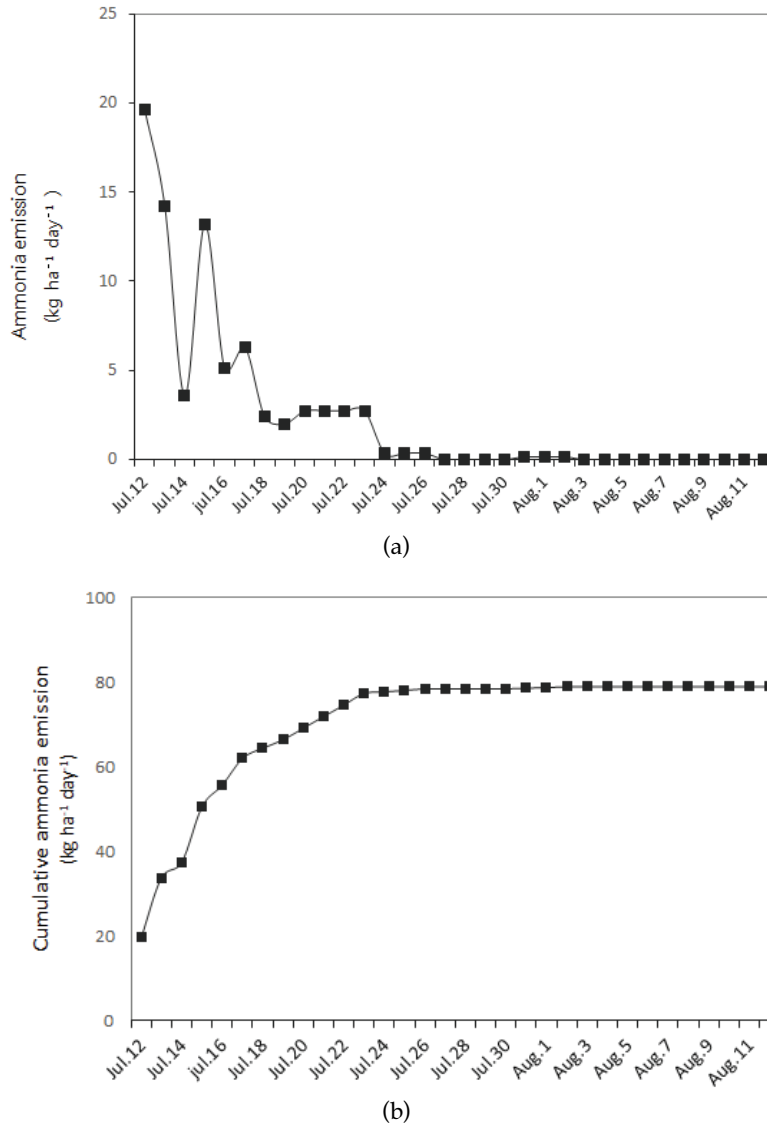 25
20
15
10
5
0
Ammonia emission
(kg ha⁻¹ day⁻¹ )
Jul.12
Jul.14
jul.16
Jul.18
Jul.20
Jul.22
Jul.24
Jul.26
Jul.28
Jul.30
Aug.1
Aug.3
Aug.5
Aug.7
Aug.9
Aug.11
(a)
100
80
60
40
20
0
Cumulative ammonia emission
(kg ha⁻¹ day⁻¹)
Jul.12
Jul.14
jul.16
Jul.18
Jul.20
Jul.22
Jul.24
Jul.26
Jul.28
Jul.30
Aug.1
Aug.3
Aug.5
Aug.7
Aug.9
Aug.11
(b)